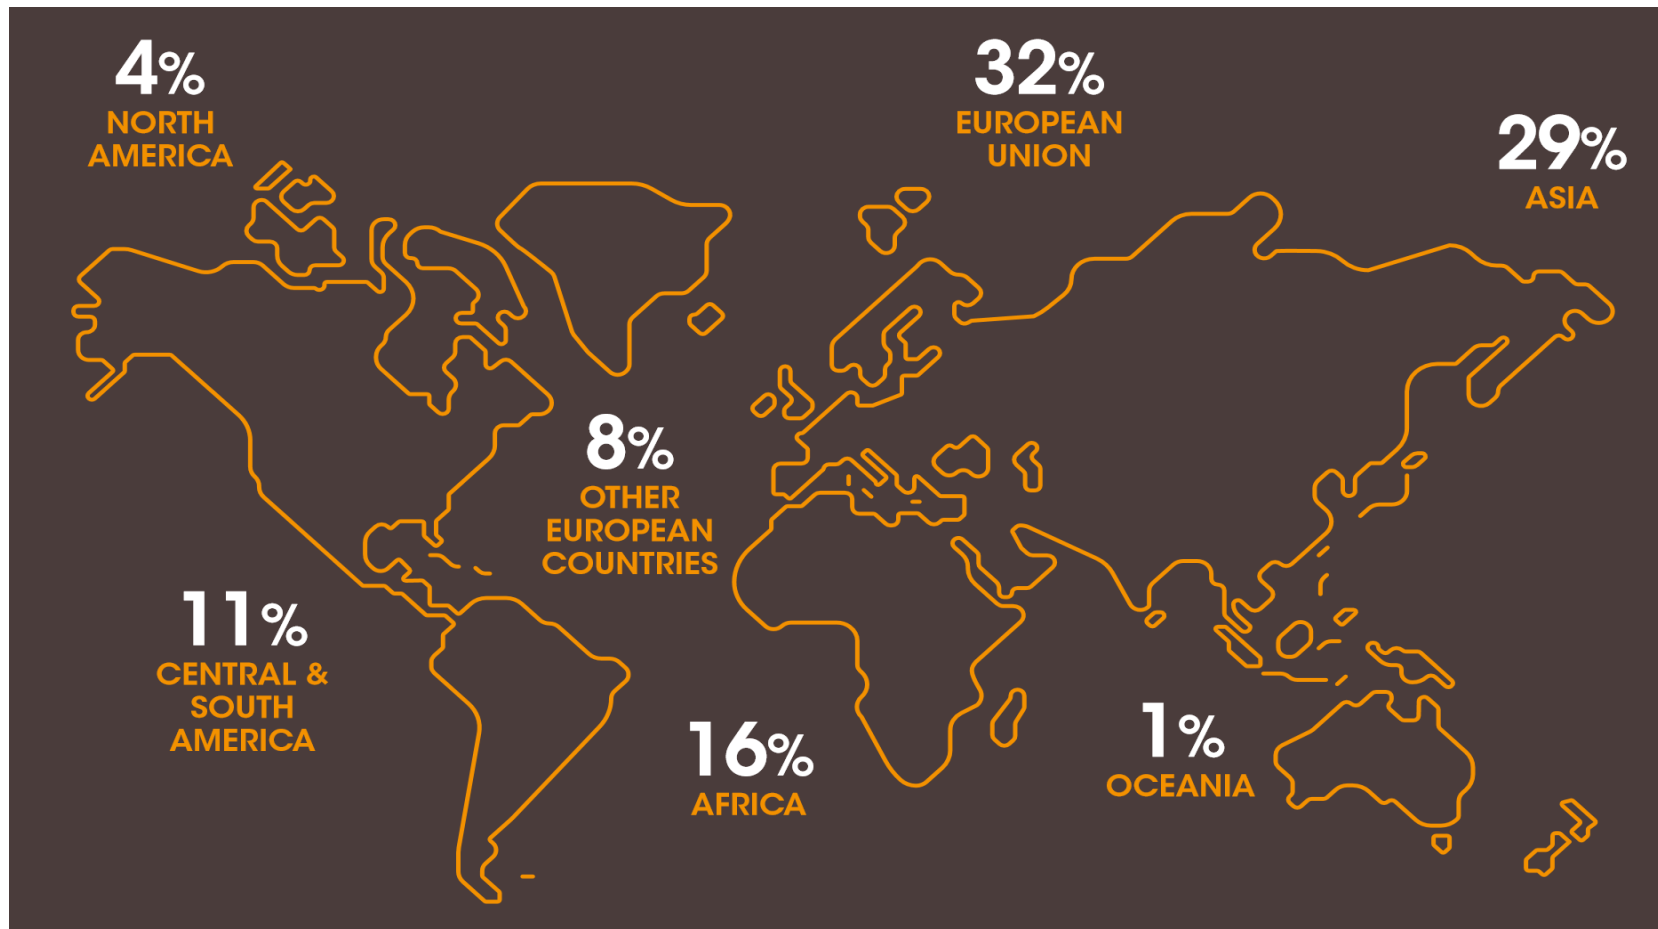 4%
NORTH
AMERICA
32%
EUROPEAN
UNION
29%
ASIA
8%
OTHER
EUROPEAN
COUNTRIES
11%
CENTRAL &
SOUTH
AMERICA
16%
AFRICA
1%
OCEANIA